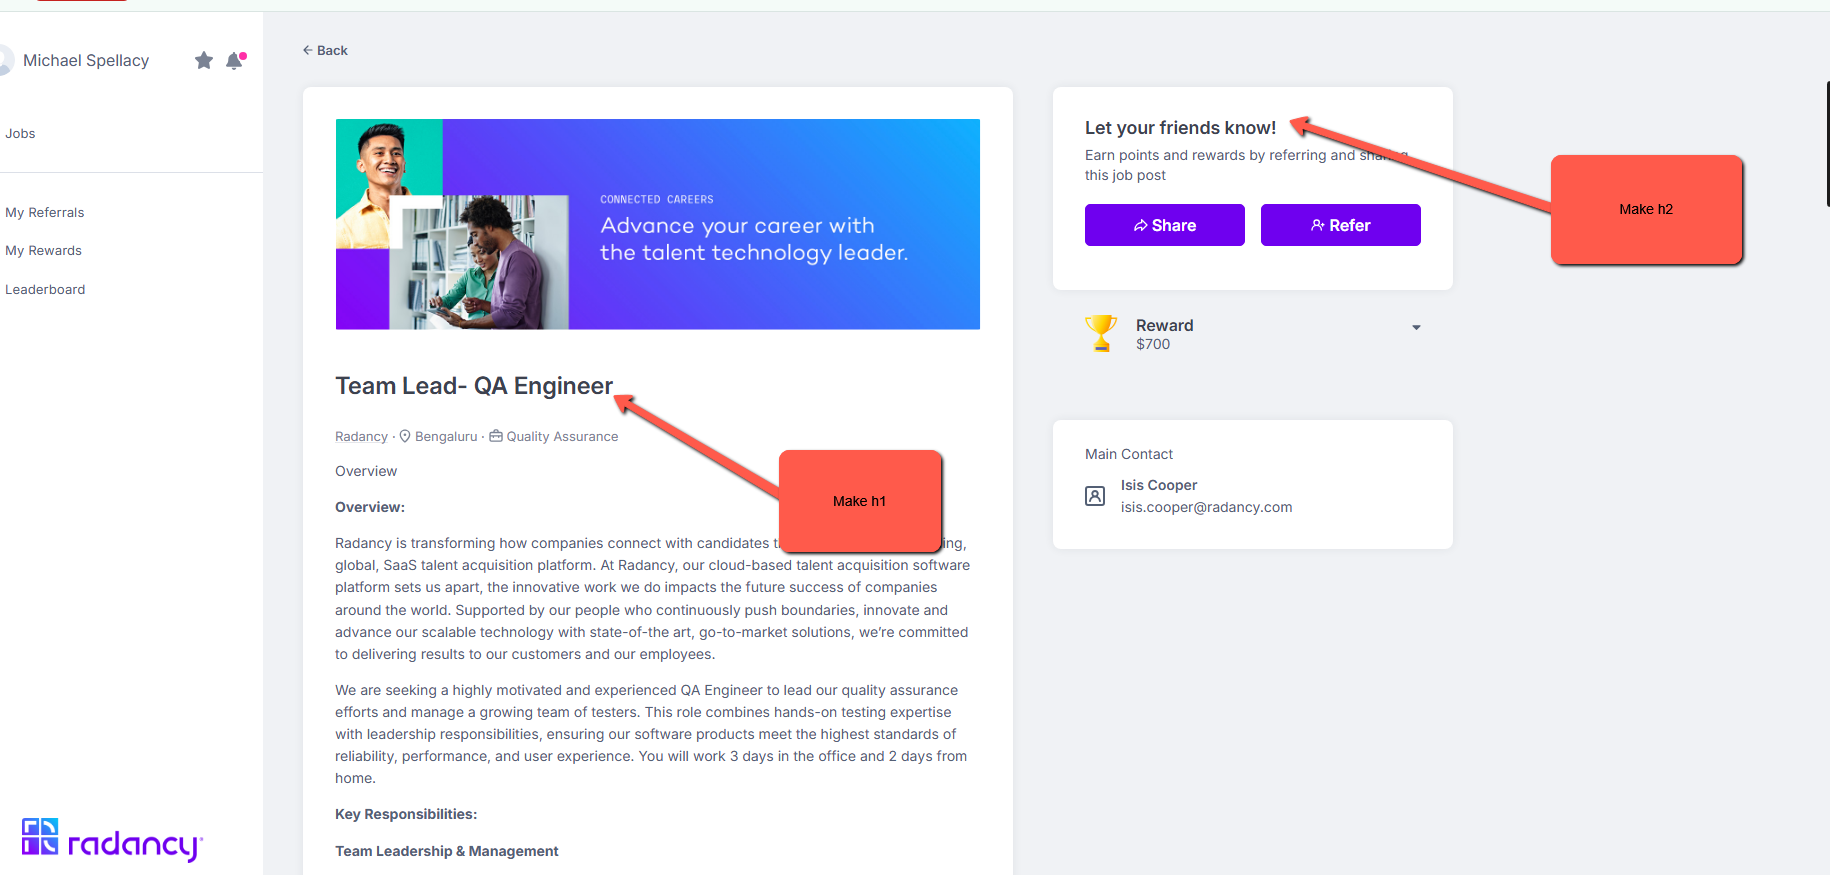 Michael Spellacy
Jobs
My Referrals
My Rewards
Leaderboard
radancy
Back
CONNECTED CAREERS
Advance your career with
the talent technology leader.
Team Lead- QA Engineer
Radancy · Bengaluru · Quality Assurance
Overview
Overview:
Radancy is transforming how companies connect with candidates ing,
global, SaaS talent acquisition platform. At Radancy, our cloud-based talent acquisition software
platform sets us apart, the innovative work we do impacts the future success of companies
around the world. Supported by our people who continuously push boundaries, innovate and
advance our scalable technology with state-of-the art, go-to-market solutions, we're committed
to delivering results to our customers and our employees.
We are seeking a highly motivated and experienced QA Engineer to lead our quality assurance
efforts and manage a growing team of testers. This role combines hands-on testing expertise
with leadership responsibilities, ensuring our software products meet the highest standards of
reliability, performance, and user experience. You will work 3 days in the office and 2 days from
home.
Key Responsibilities:
Team Leadership & Management
Make h1
Let your friends know!
Earn points and rewards by referring and sharing
this job post
Share
Refer
Make h2
Reward
$700
Main Contact
Isis Cooper
isis.cooper@radancy.com